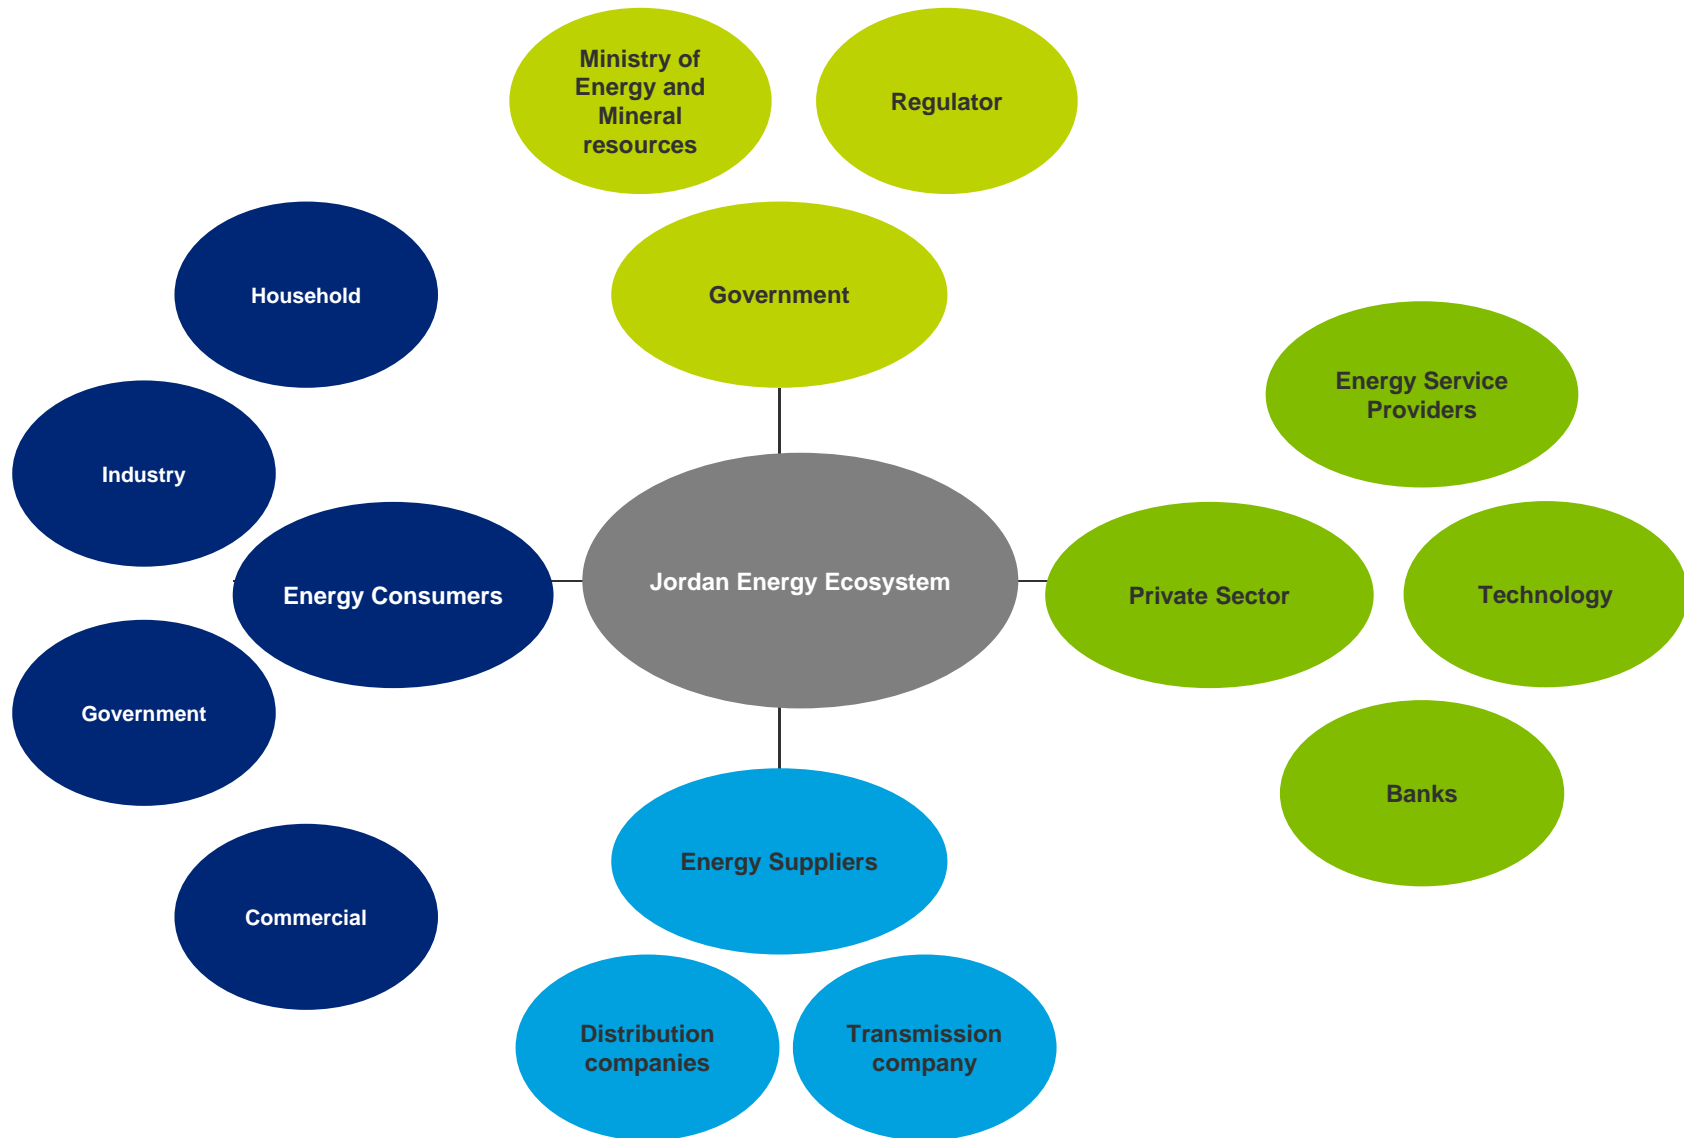 Ministry of
Energy and
Mineral
resources
Regulator
Household
Government
Energy Service
Providers
Industry
Energy Consumers
Jordan Energy Ecosystem
Private Sector
Technology
Government
Banks
Energy Suppliers
Commercial
Distribution
companies
Transmission
company